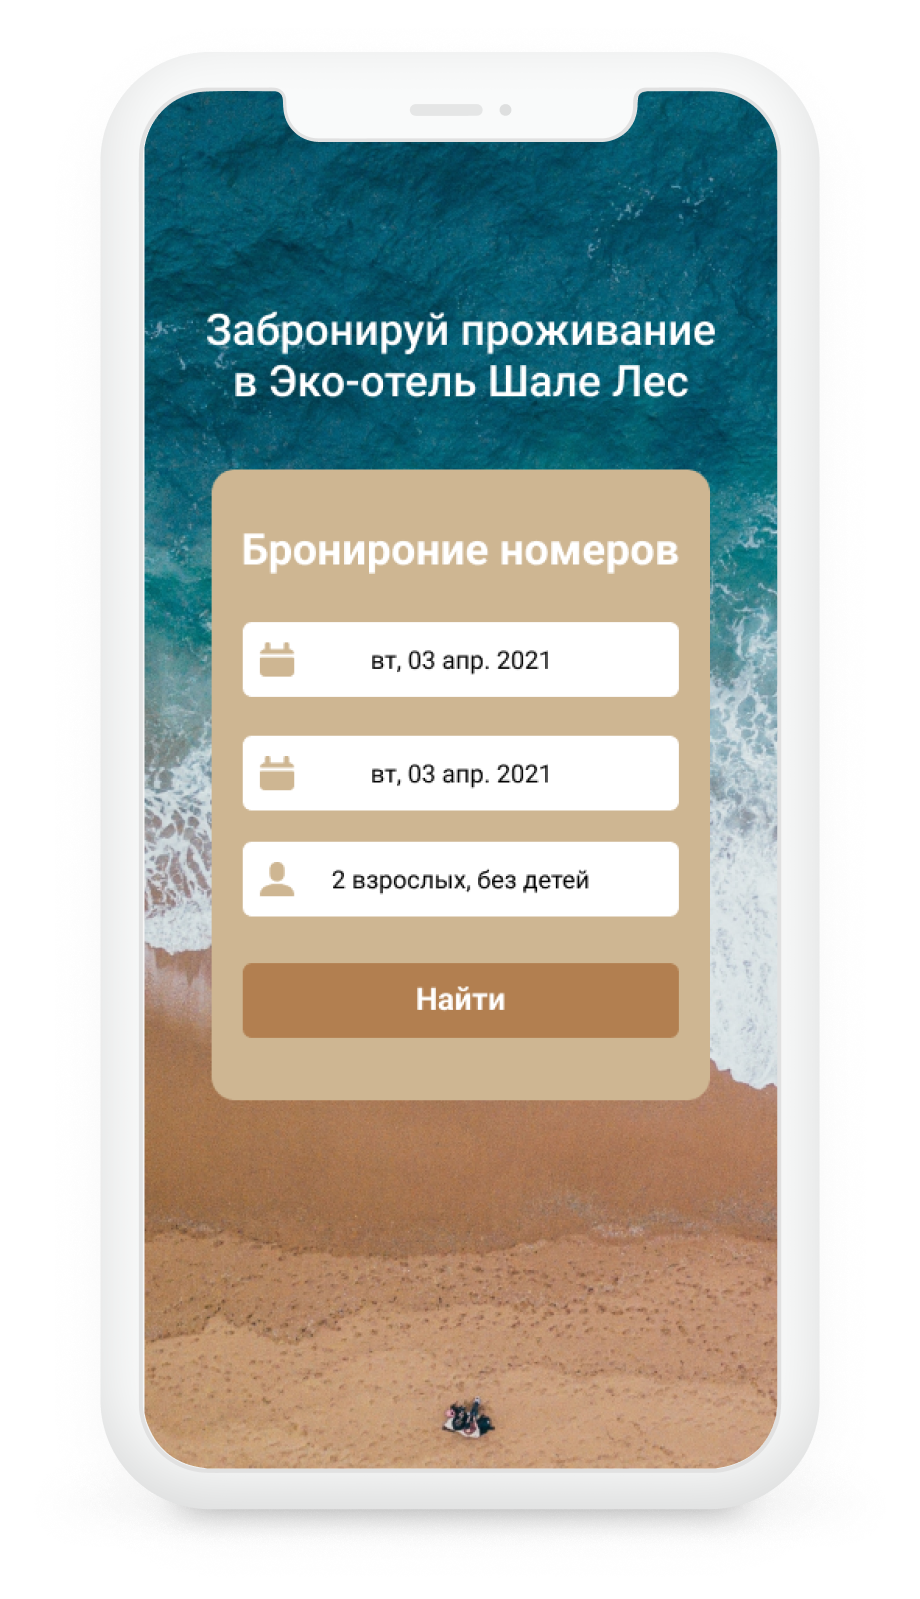 Забронируй проживание
в Эко-отель Шале Лес
Бронироние номеров
вт, 03 апр. 2021
вт, 03 апр. 2021
2 взрослых, без детей
Найти